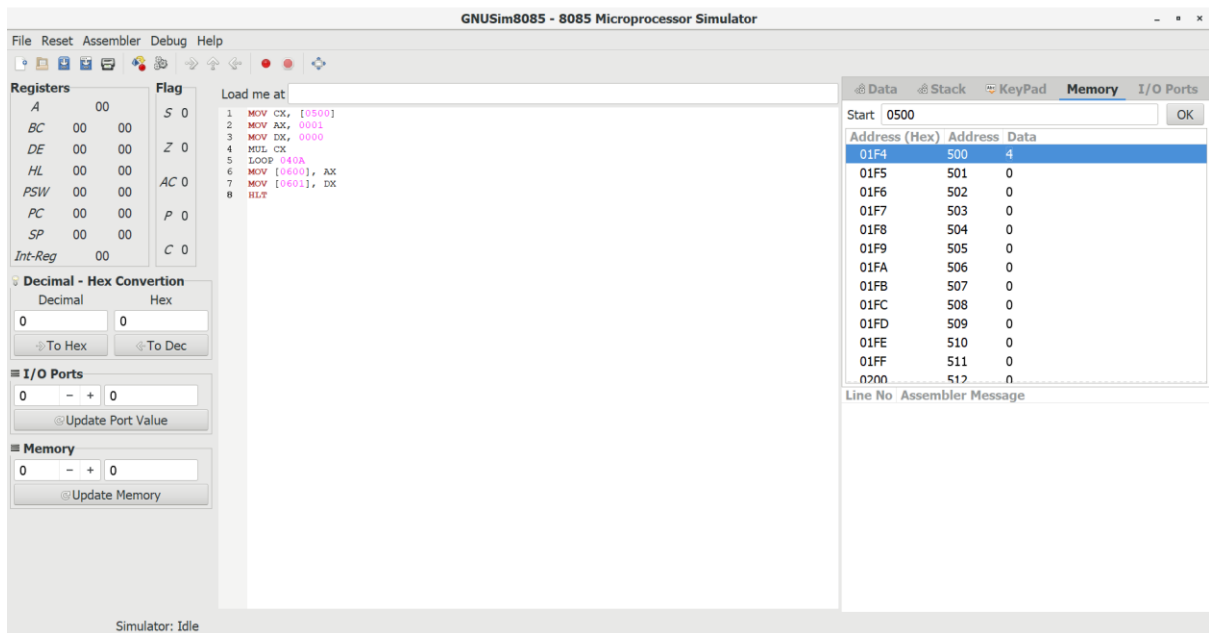 GNUSim8085 - 8085 Microprocessor Simulator
File Reset Assembler Debug Help
Registers
A 00
BC 00 00
DE 00 00
HL 00 00
PSW 00 00
PC 00 00
SP 00 00
Int-Reg 00
Flag
S 0
Z 0
AC 0
P 0
C 0
Decimal - Hex Convertion
Decimal Hex
0 0
To Hex To Dec
I/O Ports
0 - + 0
Update Port Value
Memory
0 - + 0
Update Memory
Load me at
1 MOV CX, [0500]
2 MOV AX, 0001
3 MOV DX, 0000
4 MUL CX
5 LOOP 040A
6 MOV [0600], AX
7 MOV [0601], DX
8 HLT
Data Stack KeyPad Memory I/O Ports
Start 0500 OK
Address (Hex) Address Data
01F4 500 4
01F5 501 0
01F6 502 0
01F7 503 0
01F8 504 0
01F9 505 0
01FA 506 0
01FB 507 0
01FC 508 0
01FD 509 0
01FE 510 0
01FF 511 0
0200 512 0
Line No Assembler Message
Simulator: Idle